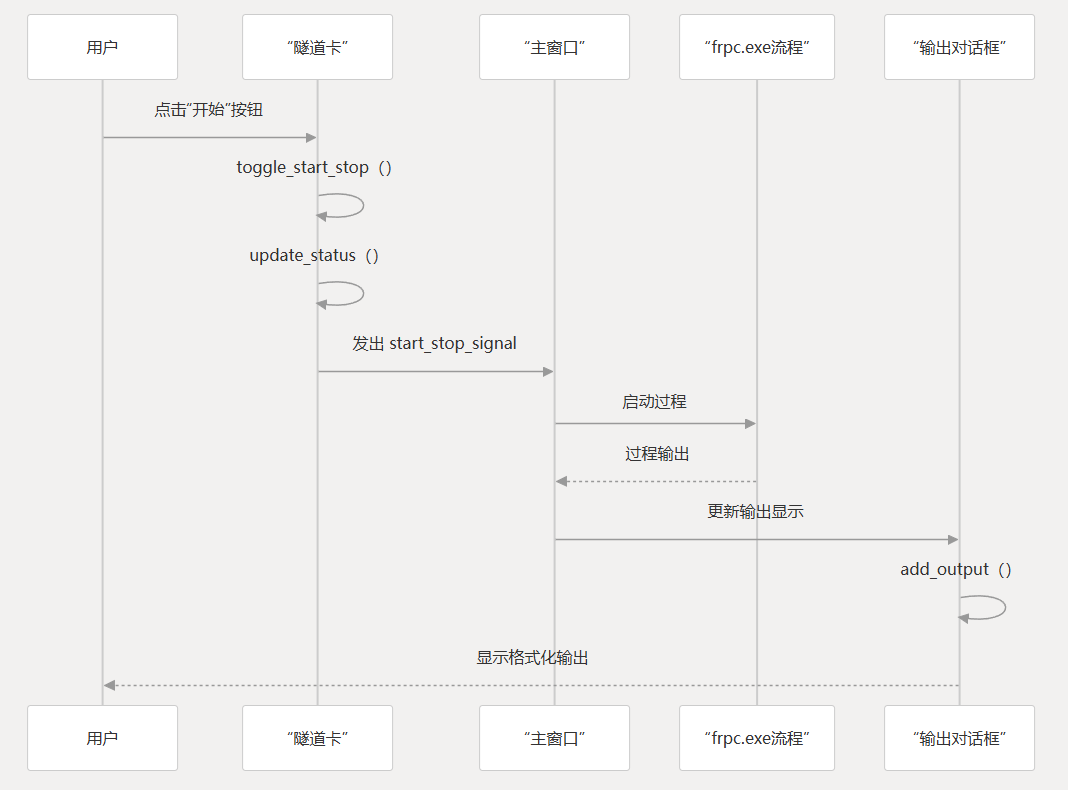 用户
“隧道卡”
“主窗口”
“frpc.exe流程”
“输出对话框”
点击“开始”按钮
toggle_start_stop（）
update_status（）
发出 start_stop_signal
启动过程
过程输出
更新输出显示
add_output（）
显示格式化输出
用户
“隧道卡”
“主窗口”
“frpc.exe流程”
“输出对话框”